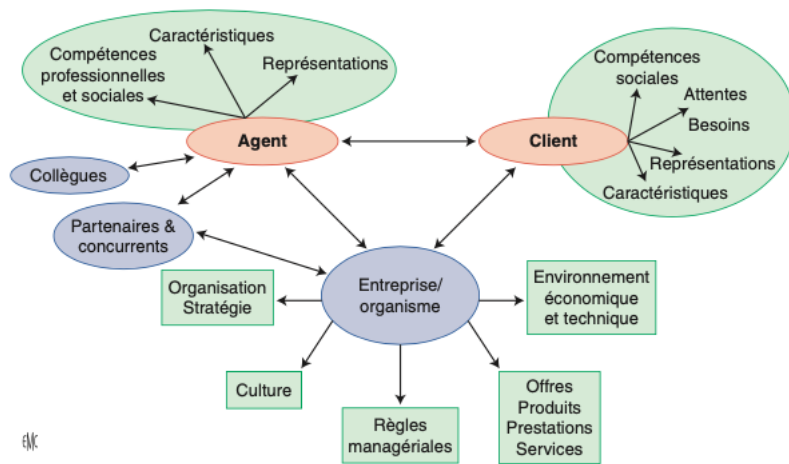 Caractéristiques
Compétences
professionnelles
et sociales
Représentations
Agent
Compétences
sociales
Attentes
Besoins
Représentations
Caractéristiques
Client
Collègues
Partenaires &
concurrents
Entreprise/
organisme
Organisation
Stratégie
Environnement
économique
et technique
Culture
Règles
managériales
Offres
Produits
Prestations
Services
EMC